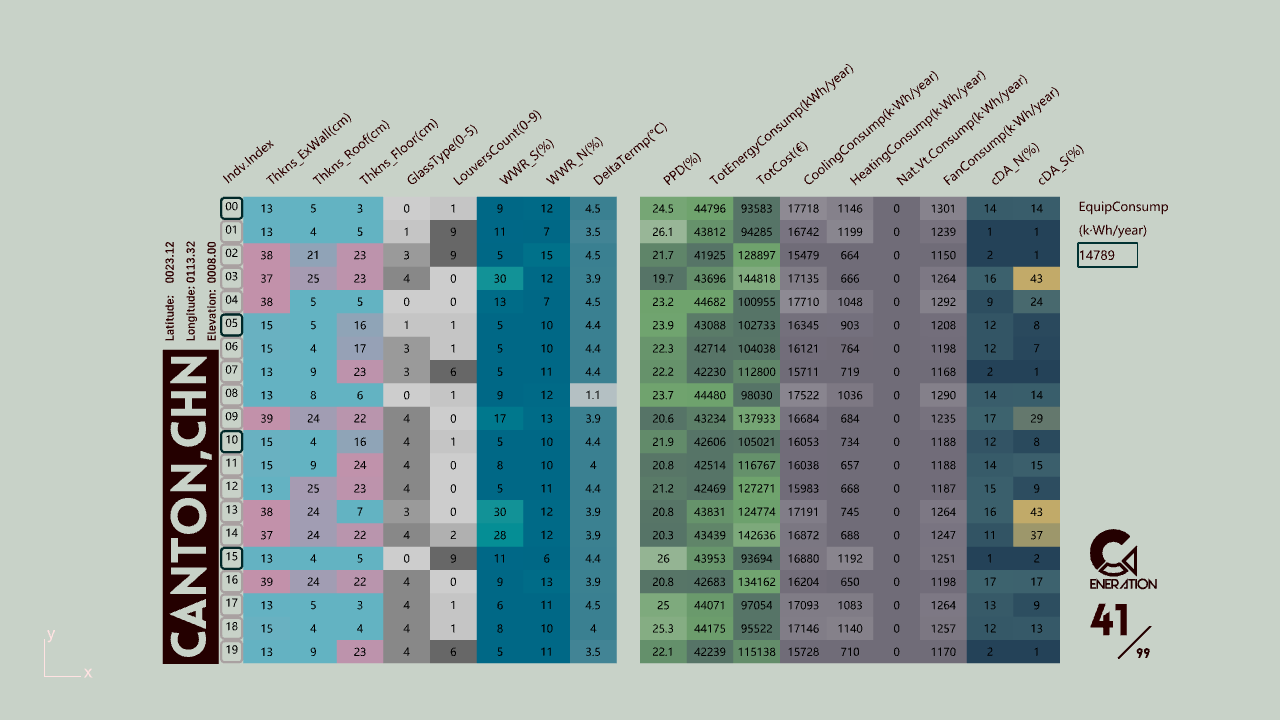 Indv.Index Thkns_ExWall(cm) Thkns_Roof(cm) Thkns_Floor(cm) GlassType(0-5) LouversCount(0-9) WWR_S(%) WWR_N(%) DeltaTermp(°C) PPD(%) TotEnergyConsump(kWh/year) TotCost(€) CoolingConsump(k·Wh/year) HeatingConsump(k·Wh/year) Nat.Vt.Consump(k·Wh/year) FanConsump(k·Wh/year) cDA_N(%) cDA_S(%)
00 13 5 3 0 1 9 12 4.5 24.5 44796 93583 17718 1146 0 1301 14 14
01 13 4 5 1 9 11 7 3.5 26.1 43812 94285 16742 1199 0 1239 1 1
02 38 21 23 3 9 5 15 4.5 21.7 41925 128897 15479 664 0 1150 2 1
03 37 25 23 4 0 30 12 3.9 19.7 43696 144818 17135 666 0 1264 16 43
04 38 5 5 0 0 13 7 4.5 23.2 44682 100955 17710 1048 0 1292 9 24
05 15 5 16 1 1 5 10 4.4 23.9 43088 102733 16345 903 0 1208 12 8
06 15 4 17 3 1 5 10 4.4 22.3 42714 104038 16121 764 0 1198 12 7
07 13 9 23 3 6 5 11 4.4 22.2 42230 112800 15711 719 0 1168 2 1
08 13 8 6 0 1 9 12 1.1 23.7 44480 98030 17522 1036 0 1290 14 14
09 39 24 22 4 0 17 13 3.9 20.6 43234 137933 16684 684 0 1235 17 29
10 15 4 16 4 1 5 10 4.4 21.9 42606 105021 16053 734 0 1188 12 8
11 15 9 24 4 0 8 10 4 20.8 42514 116767 16038 657 0 1188 14 15
12 13 25 23 4 0 5 11 4.4 21.2 42469 127271 15983 668 0 1187 15 9
13 38 24 7 3 0 30 12 3.9 20.8 43831 124774 17191 745 0 1264 16 43
14 37 24 22 4 2 28 12 3.9 20.3 43439 142636 16872 688 0 1247 11 37
15 13 4 5 0 9 11 6 4.4 26 43953 93694 16880 1192 0 1251 1 2
16 39 24 22 4 0 9 13 3.9 20.8 42683 134162 16204 650 0 1198 17 17
17 13 5 3 4 1 6 11 4.5 25 44071 97054 17093 1083 0 1264 13 9
18 15 4 4 4 1 8 10 4 25.3 44175 95522 17146 1140 0 1257 12 13
19 13 9 23 4 6 5 11 3.5 22.1 42239 115138 15728 710 0 1170 2 1
Latitude: 0023.12
Longitude: 0113.32
Elevation: 0008.00
CANTON,CHN
EquipConsump
(k·Wh/year)
14789
ENERATION
41
99
y
x